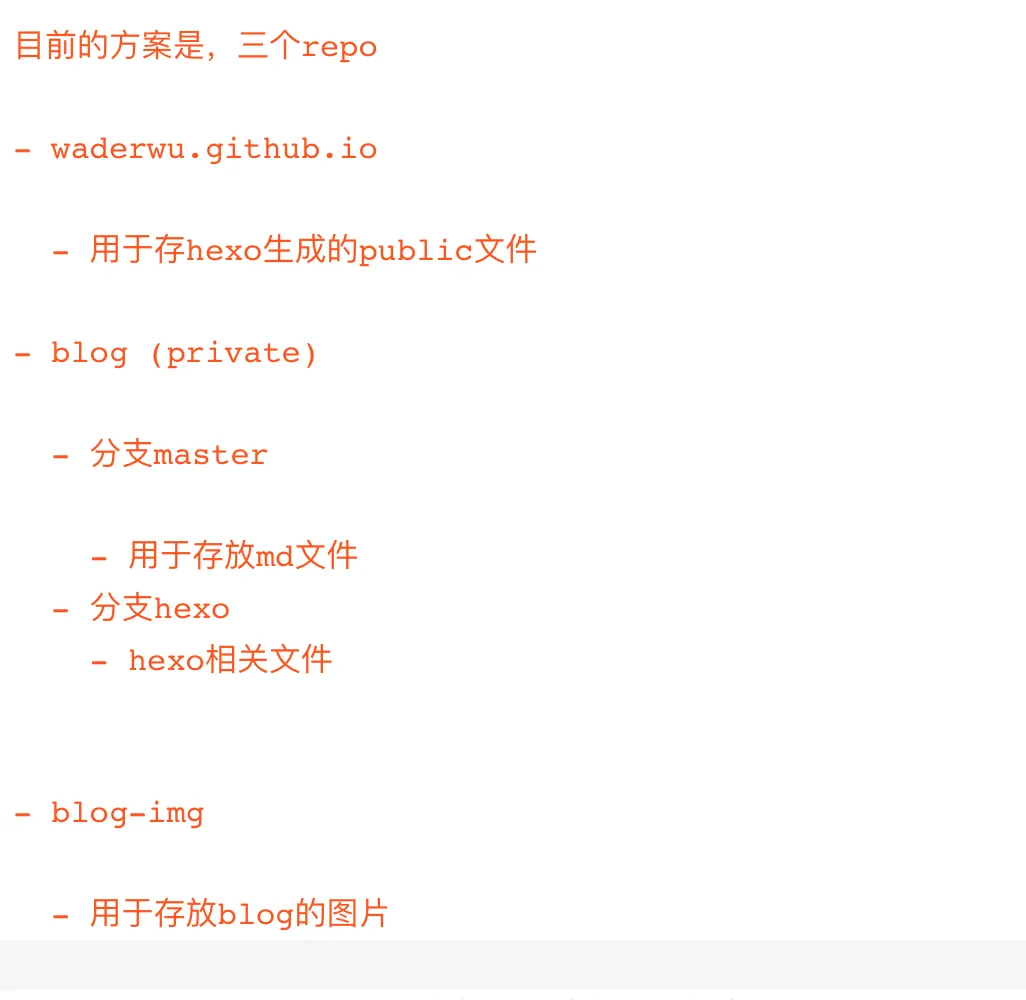 目前的方案是，三个repo
- waderwu.github.io
- 用于存hexo生成的public文件
- blog (private)
- 分支master
- 用于存放md文件
- 分支hexo
- hexo相关文件
- blog-img
- 用于存放blog的图片